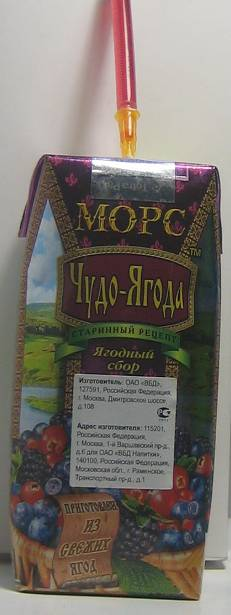 МОРС
Чудо-Ягода
TM
СТАРИННЫЙ РЕЦЕПТ
Ягодный
сбор
Изготовитель: ОАО «ВБД»,
127591, Российская Федерация,
г. Москва, Дмитровское шоссе,
д.108
Адрес изготовителя: 115201,
Российская Федерация,
г. Москва, 1-й Варшавский пр-д,
д.6 для ОАО «ВБД Напитки»,
140100, Российская Федерация,
Московская обл., г. Раменское,
Транспортный пр-д., д.1
ПРИГОТОВЛЕН
ИЗ
СВЕЖИХ
ЯГОД